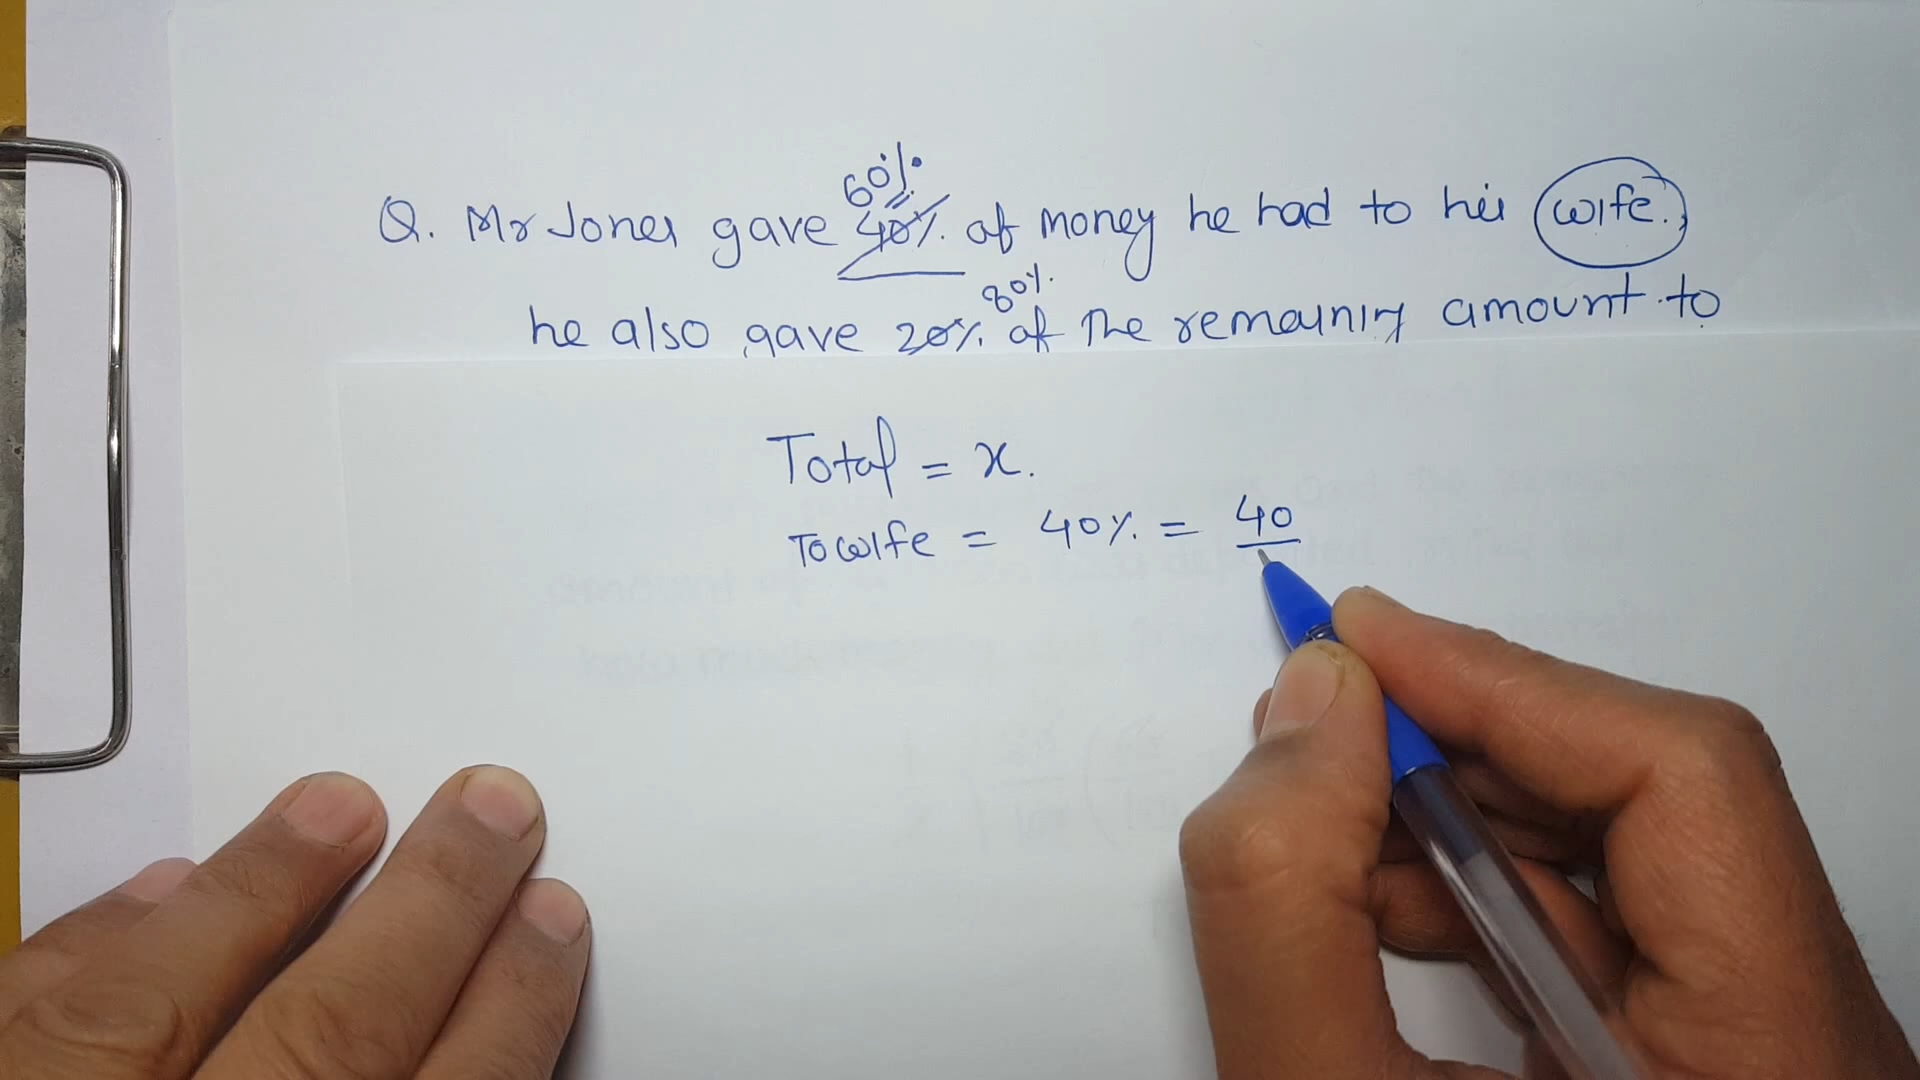 60%
Q. Mr Jones gave 40% of money he had to his wife.
80%
he also gave 20% of the remaining amount to
Total = x.
To wife = 40% = 40